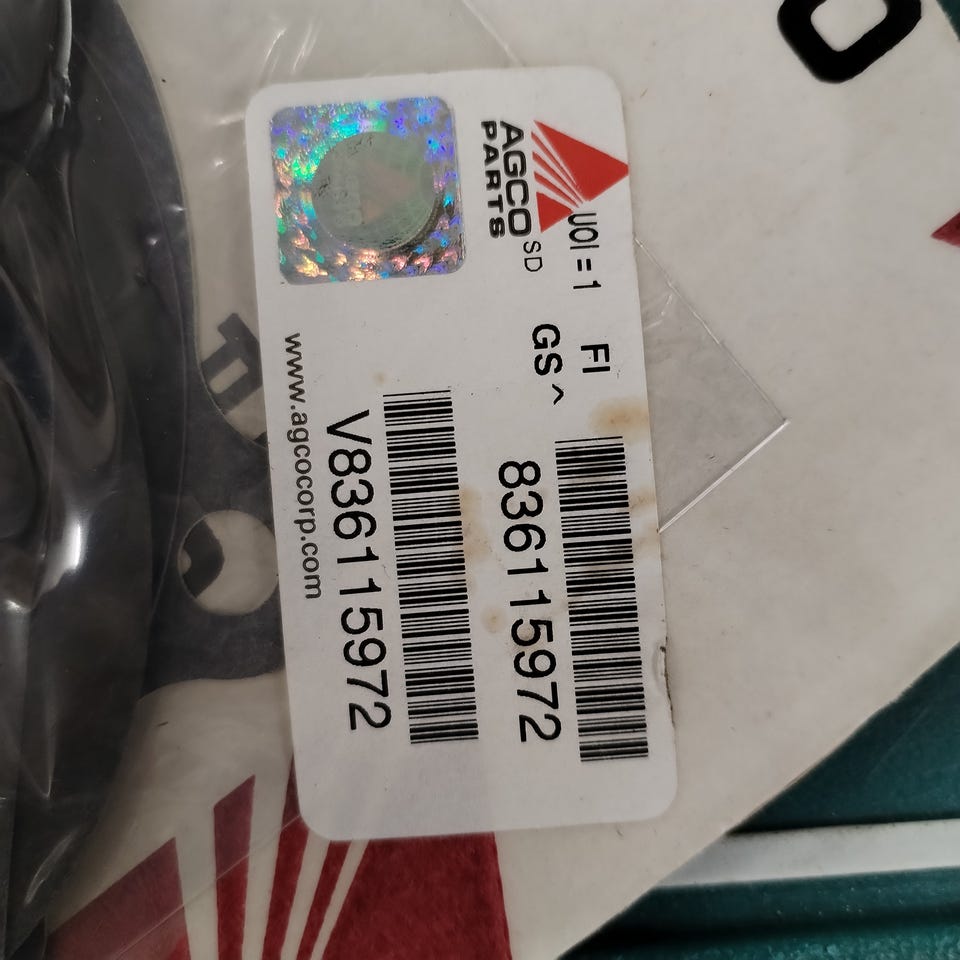 AGCO
PARTS
SD
UOI = 1 FI
GS ^
836115972
V836115972
www.agcocorp.com